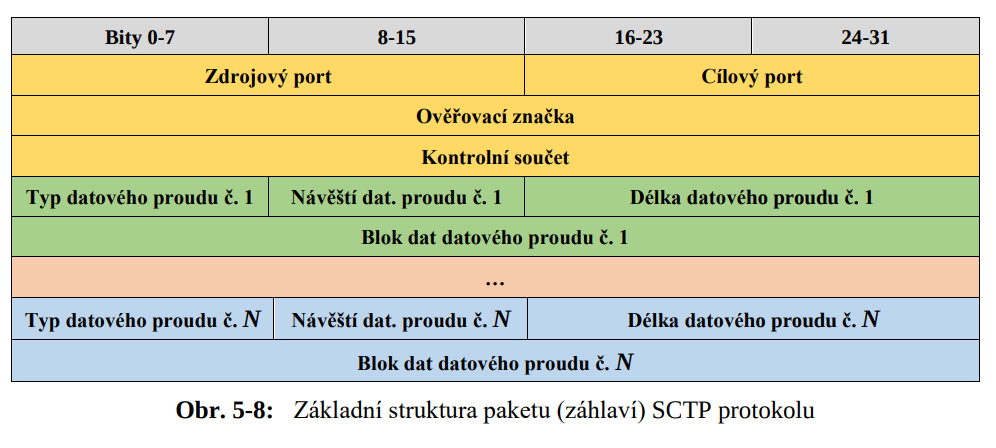 Bity 0-7 8-15 16-23 24-31
Zdrojový port Cílový port
Ověřovací značka
Kontrolní součet
Typ datového proudu č. 1 Návěští dat. proudu č. 1 Délka datového proudu č. 1
Blok dat datového proudu č. 1
…
Typ datového proudu č. N Návěští dat. proudu č. N Délka datového proudu č. N
Blok dat datového proudu č. N
Obr. 5-8: Základní struktura paketu (záhlaví) SCTP protokolu